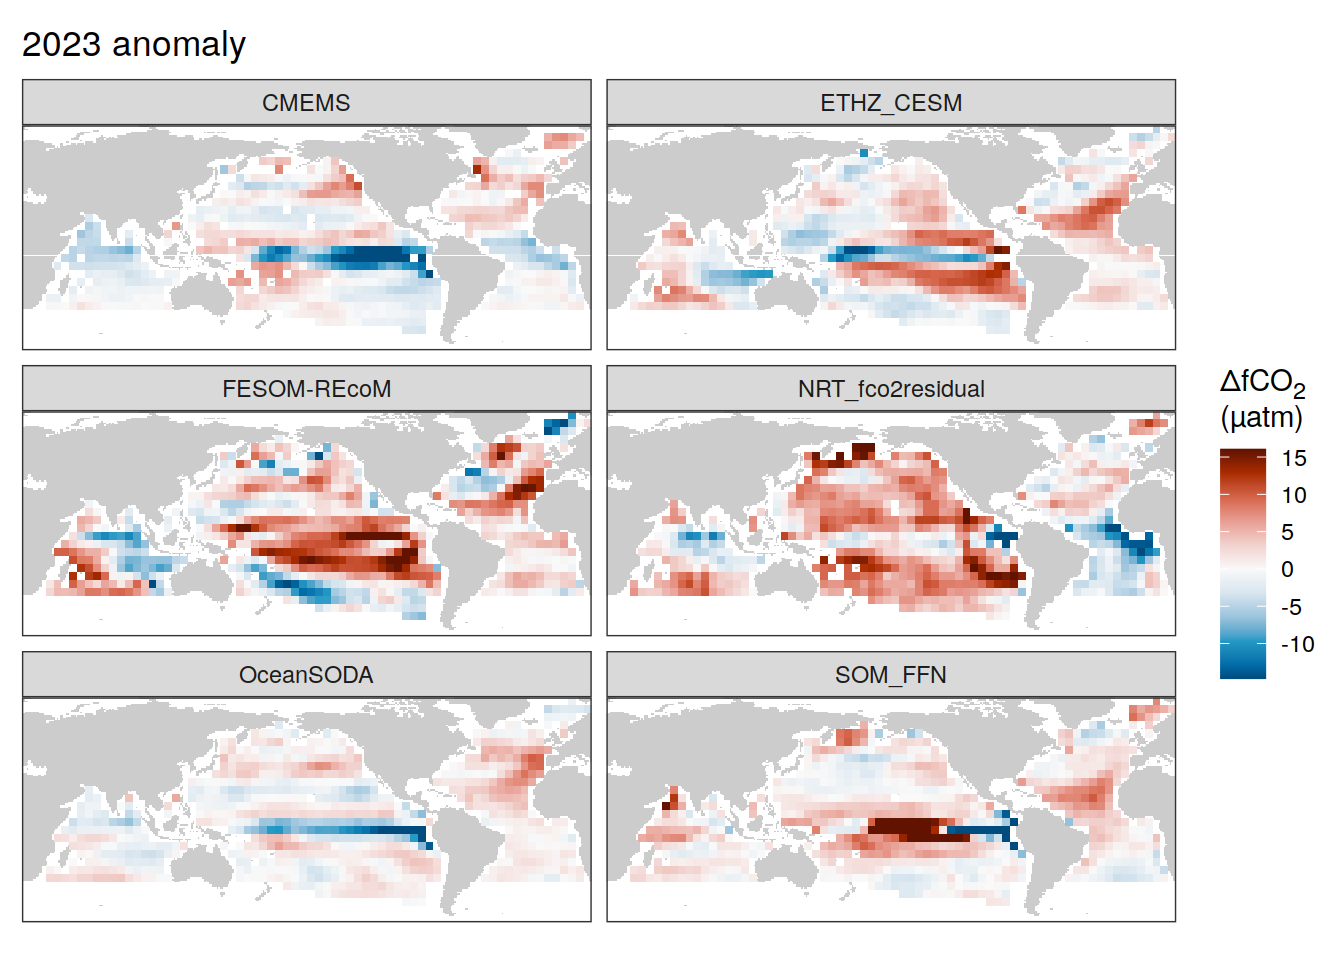 2023 anomaly
CMEMS
ETHZ_CESM
FESOM-REcoM
NRT_fco2residual
OceanSODA
SOM_FFN
ΔfCO₂
(µatm)
15
10
5
0
-5
-10